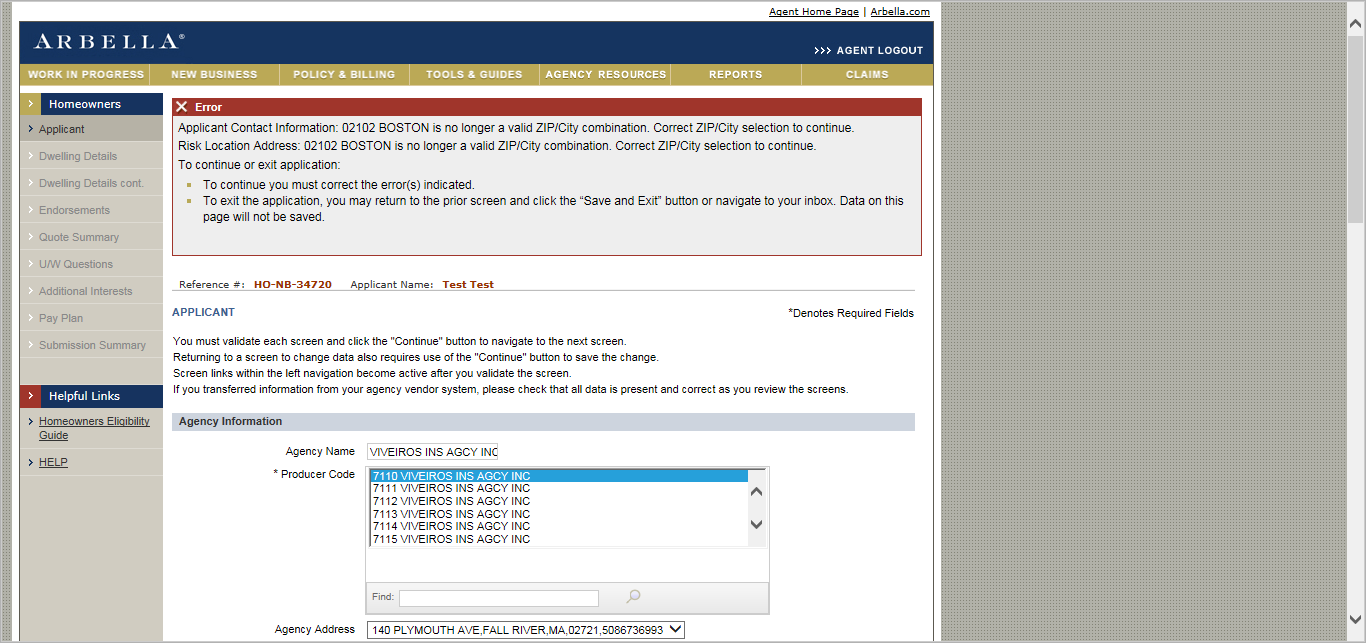 Agent Home Page | Arbella.com
ARBELLA®
>>> AGENT LOGOUT
WORK IN PROGRESS NEW BUSINESS POLICY & BILLING TOOLS & GUIDES AGENCY RESOURCES REPORTS CLAIMS
Homeowners
Applicant
Dwelling Details
Dwelling Details cont.
Endorsements
Quote Summary
U/W Questions
Additional Interests
Pay Plan
Submission Summary
Helpful Links
Homeowners Eligibility
Guide
HELP
Error
Applicant Contact Information: 02102 BOSTON is no longer a valid ZIP/City combination. Correct ZIP/City selection to continue.
Risk Location Address: 02102 BOSTON is no longer a valid ZIP/City combination. Correct ZIP/City selection to continue.
To continue or exit application:
To continue you must correct the error(s) indicated.
To exit the application, you may return to the prior screen and click the “Save and Exit” button or navigate to your inbox. Data on this
page will not be saved.
Reference #: HO-NB-34720 Applicant Name: Test Test
APPLICANT
*Denotes Required Fields
You must validate each screen and click the "Continue" button to navigate to the next screen.
Returning to a screen to change data also requires use of the "Continue" button to save the change.
Screen links within the left navigation become active after you validate the screen.
If you transferred information from your agency vendor system, please check that all data is present and correct as you review the screens.
Agency Information
Agency Name VIVEIROS INS AGCY INC
* Producer Code
7110 VIVEIROS INS AGCY INC
7111 VIVEIROS INS AGCY INC
7112 VIVEIROS INS AGCY INC
7113 VIVEIROS INS AGCY INC
7114 VIVEIROS INS AGCY INC
7115 VIVEIROS INS AGCY INC
Find:
Agency Address 140 PLYMOUTH AVE,FALL RIVER,MA,02721,5086736993